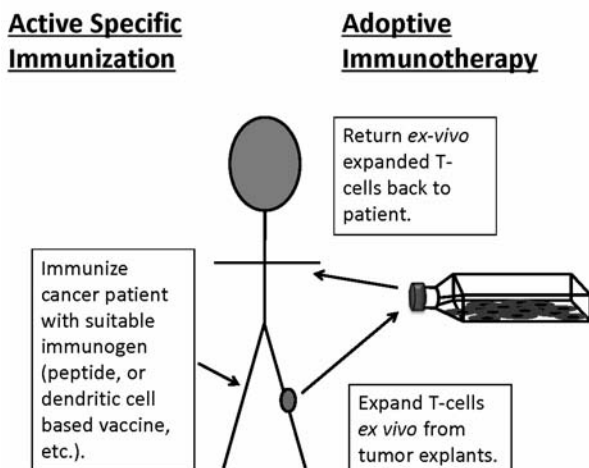 Active Specific
Immunization
Adoptive
Immunotherapy
Return ex-vivo
expanded T-
cells back to
patient.
Immunize
cancer patient
with suitable
immunogen
(peptide, or
dendritic cell
based vaccine,
etc.).
Expand T-cells
ex vivo from
tumor explants.